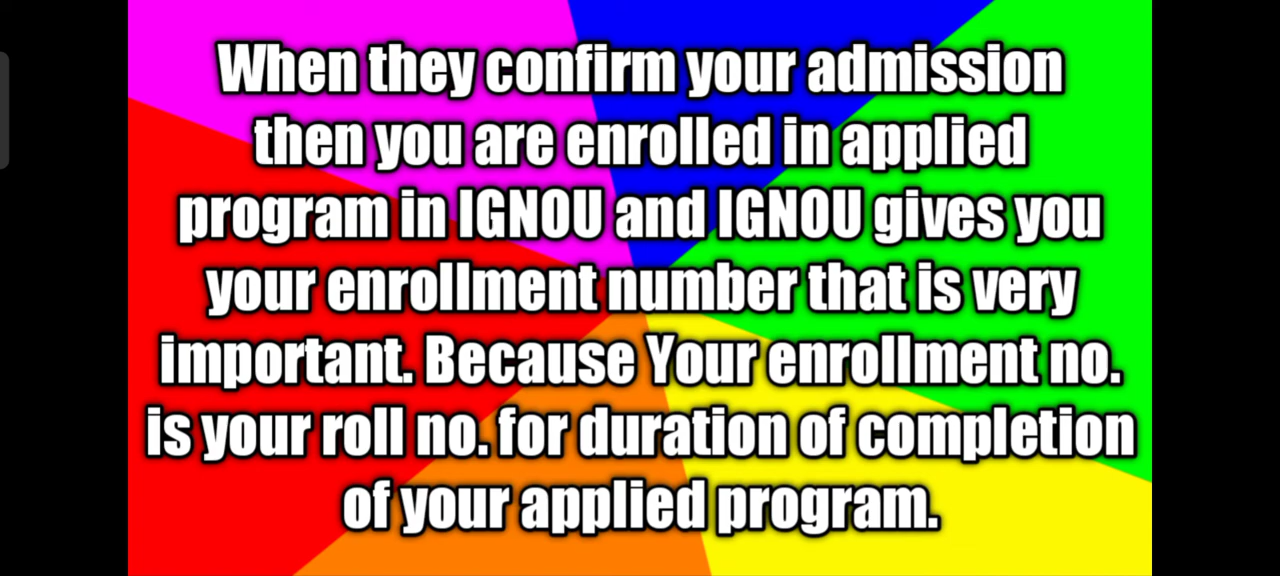 When they confirm your admission
then you are enrolled in applied
program in IGNOU and IGNOU gives you
your enrollment number that is very
important. Because Your enrollment no.
is your roll no. for duration of completion
of your applied program.